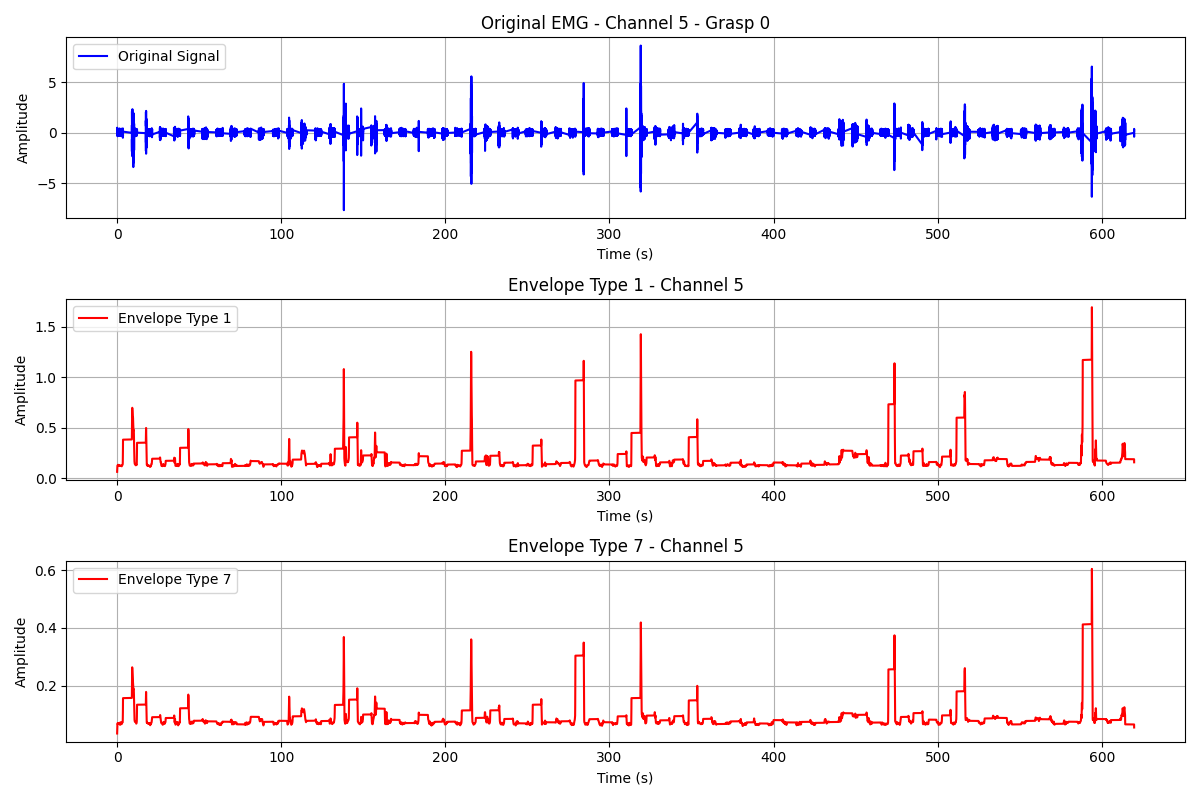 Original EMG - Channel 5 - Grasp 0
Original Signal
5
0
−5
Amplitude
0 100 200 300 400 500 600
Time (s)
Envelope Type 1 - Channel 5
Envelope Type 1
1.5
1.0
0.5
0.0
Amplitude
0 100 200 300 400 500 600
Time (s)
Envelope Type 7 - Channel 5
Envelope Type 7
0.6
0.4
0.2
Amplitude
0 100 200 300 400 500 600
Time (s)